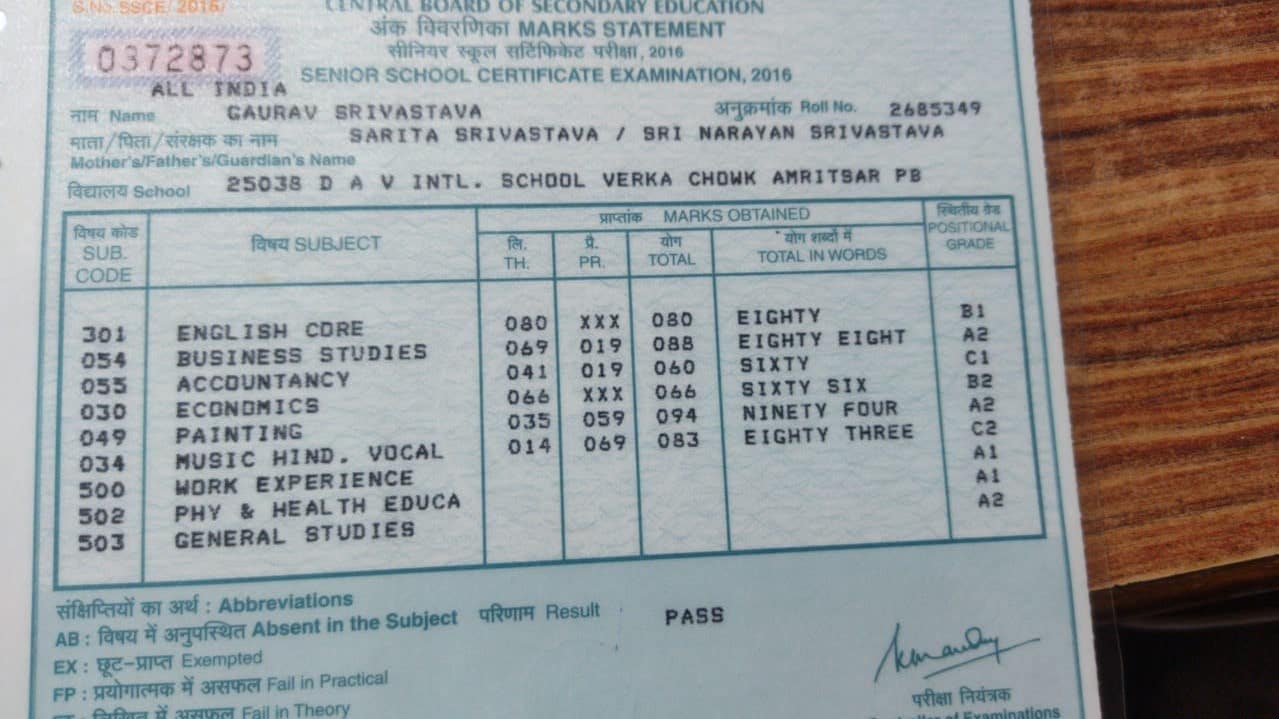 S.No. SSCE/2016/
CENTRAL BOARD OF SECONDARY EDUCATION
अंक विवरणिका MARKS STATEMENT
सीनियर स्कूल सर्टिफिकेट परीक्षा, 2016
0372873
SENIOR SCHOOL CERTIFICATE EXAMINATION, 2016
ALL INDIA
नाम Name GAURAV SRIVASTAVA अनुक्रमांक Roll No. 2685349
माता/पिता/संरक्षक का नाम SARITA SRIVASTAVA / SRI NARAYAN SRIVASTAVA
Mother's/Father's/Guardian's Name
विद्यालय School 25038 D A V INTL. SCHOOL VERKA CHOWK AMRITSAR PB
विषय कोड SUB. CODE विषय SUBJECT प्राप्तांक MARKS OBTAINED स्थितीय ग्रेड POSITIONAL GRADE
लि. TH. प्रै. PR. योग TOTAL योग शब्दों में TOTAL IN WORDS
301 ENGLISH CORE 080 XXX 080 EIGHTY B1
054 BUSINESS STUDIES 069 019 088 EIGHTY EIGHT A2
055 ACCOUNTANCY 041 019 060 SIXTY C1
030 ECONOMICS 066 XXX 066 SIXTY SIX B2
049 PAINTING 035 059 094 NINETY FOUR A2
034 MUSIC HIND. VOCAL 014 069 083 EIGHTY THREE C2
500 WORK EXPERIENCE A1
502 PHY & HEALTH EDUCA A1
503 GENERAL STUDIES A2
संक्षिप्तियों का अर्थ : Abbreviations
AB : विषय में अनुपस्थित Absent in the Subject परिणाम Result PASS
EX : छूट-प्राप्त Exempted
FP : प्रयोगात्मक में असफल Fail in Practical
परीक्षा नियंत्रक
लिखित में असफल Fail in Theory
Controller of Examinations